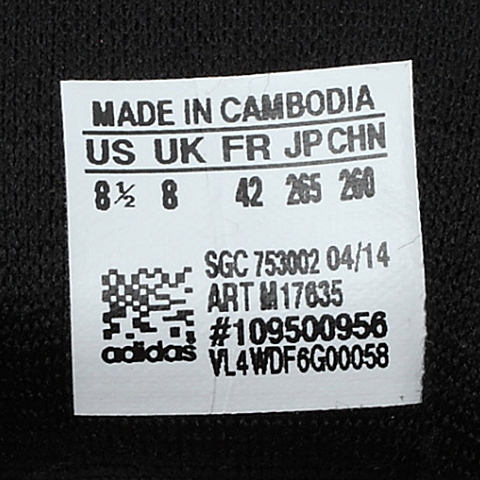 MADE IN CAMBODIA
US UK FR JP CHN
8½ 8 42 265 260
SGC 753002 04/14
ART M17635
#109500956
adidas VL4WDF6G00058